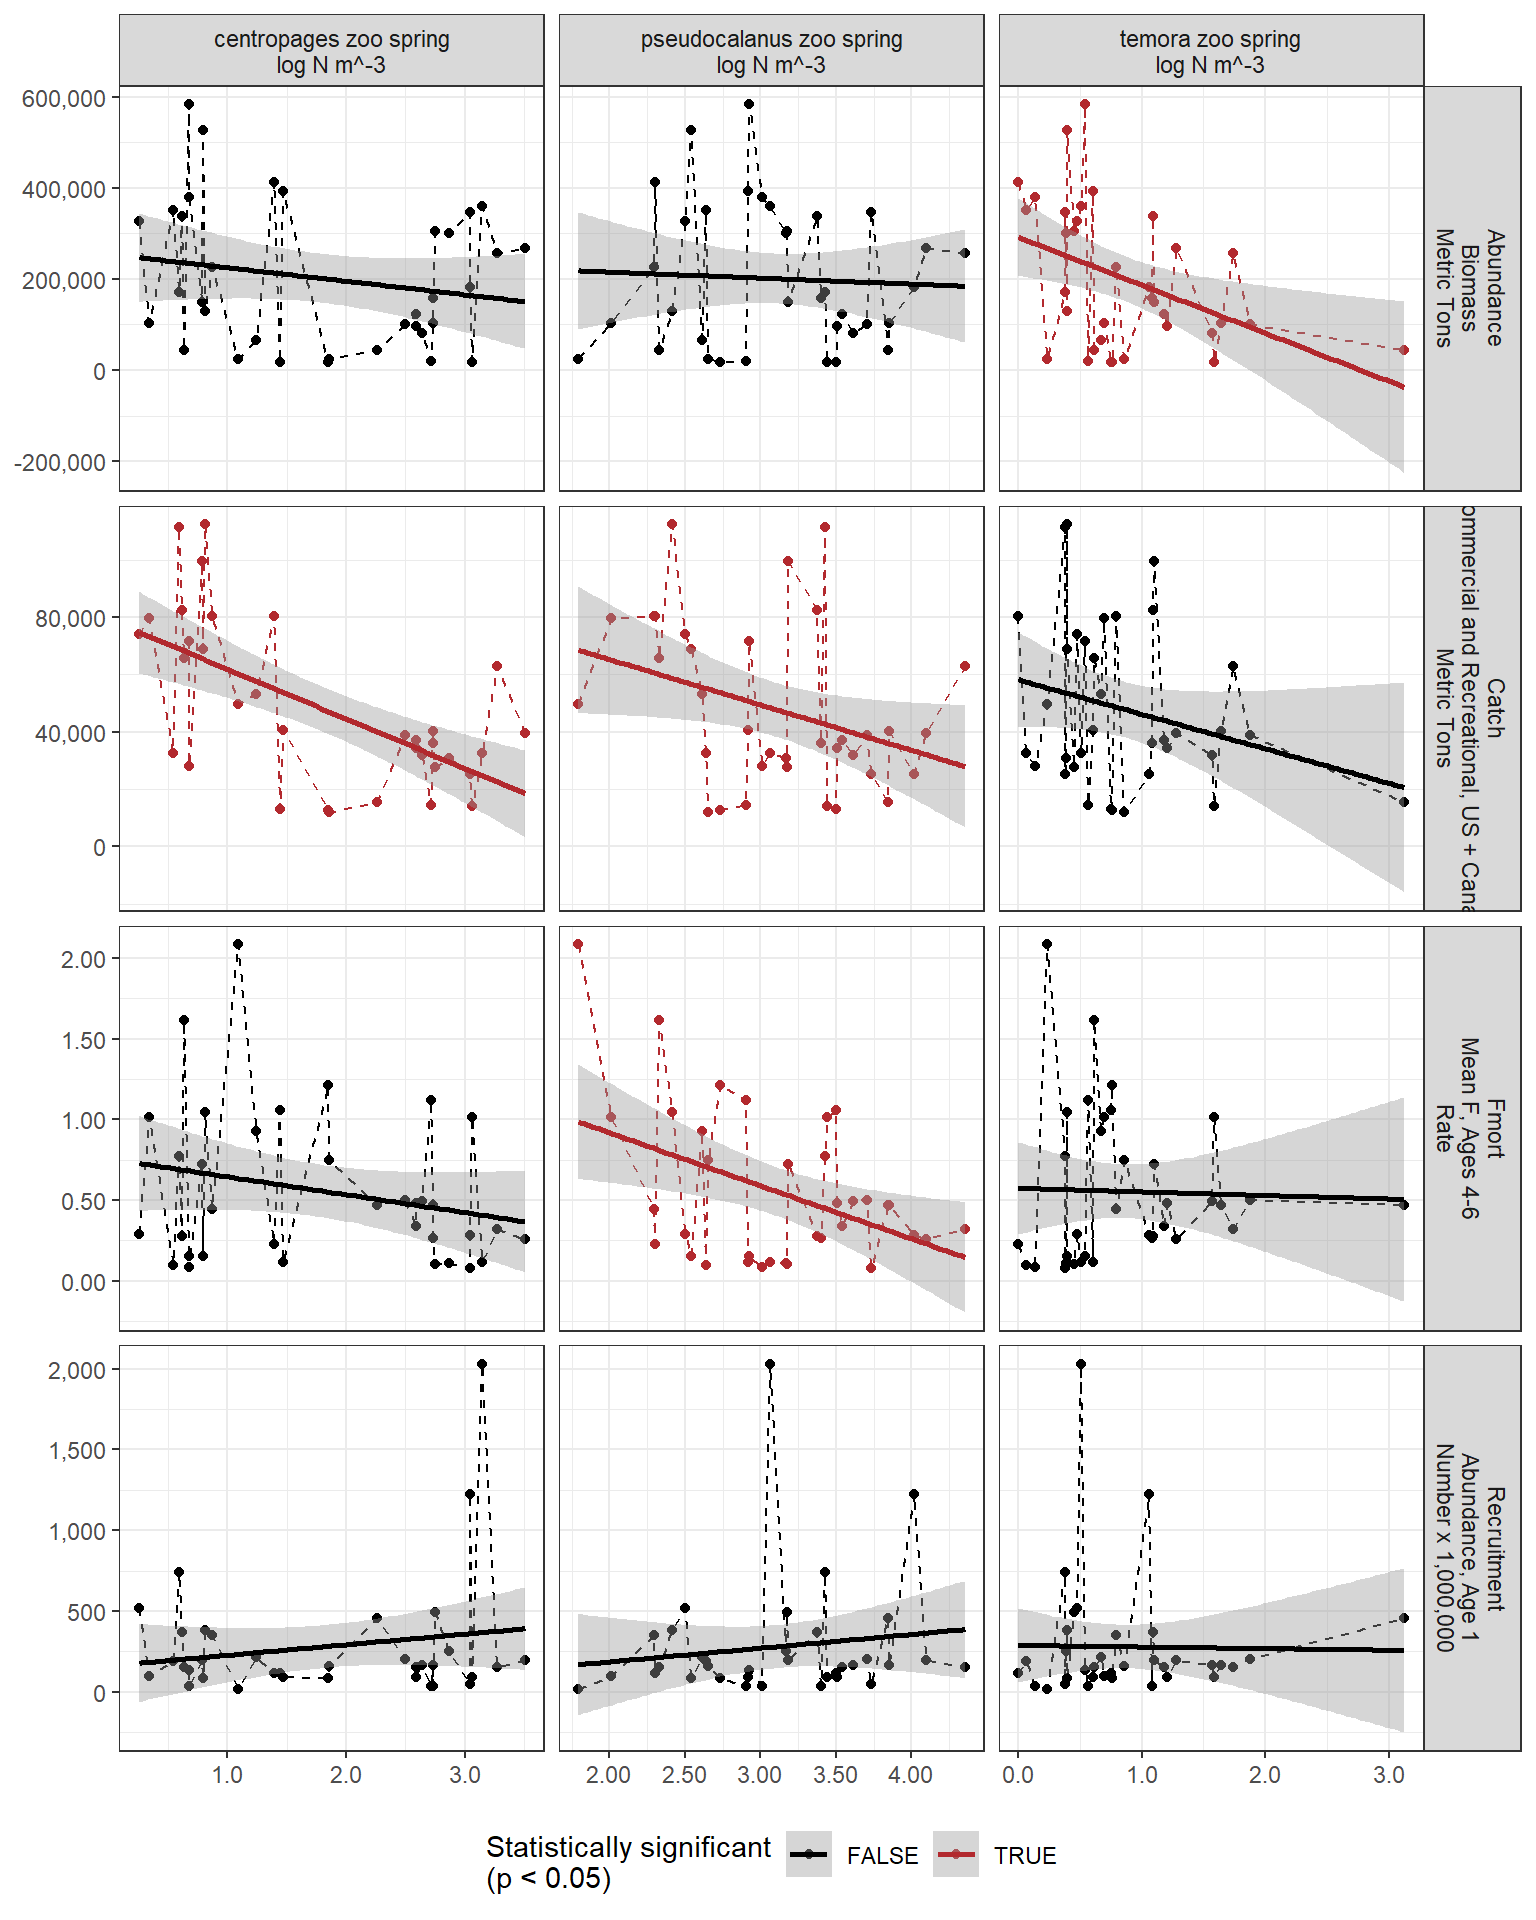 centropages zoo spring
log N m^-3
pseudocalanus zoo spring
log N m^-3
temora zoo spring
log N m^-3
600,000
400,000
200,000
0
-200,000
Abundance
Biomass
Metric Tons
80,000
40,000
0
Catch
ommercial and Recreational, US + Cana
Metric Tons
2.00
1.50
1.00
0.50
0.00
Fmort
Mean F, Ages 4-6
Rate
2,000
1,500
1,000
500
0
Recruitment
Abundance, Age 1
Number x 1,000,000
1.0 2.0 3.0
2.00 2.50 3.00 3.50 4.00
0.0 1.0 2.0 3.0
Statistically significant
(p < 0.05)
FALSE
TRUE